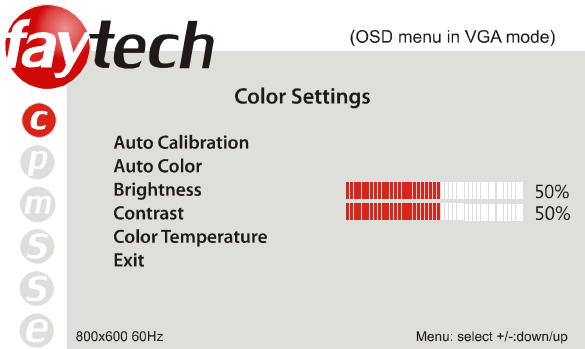 faytech
(OSD menu in VGA mode)
Color Settings
c
p
m
s
s
e
Auto Calibration
Auto Color
Brightness 50%
Contrast 50%
Color Temperature
Exit
800x600 60Hz
Menu: select +/-:down/up